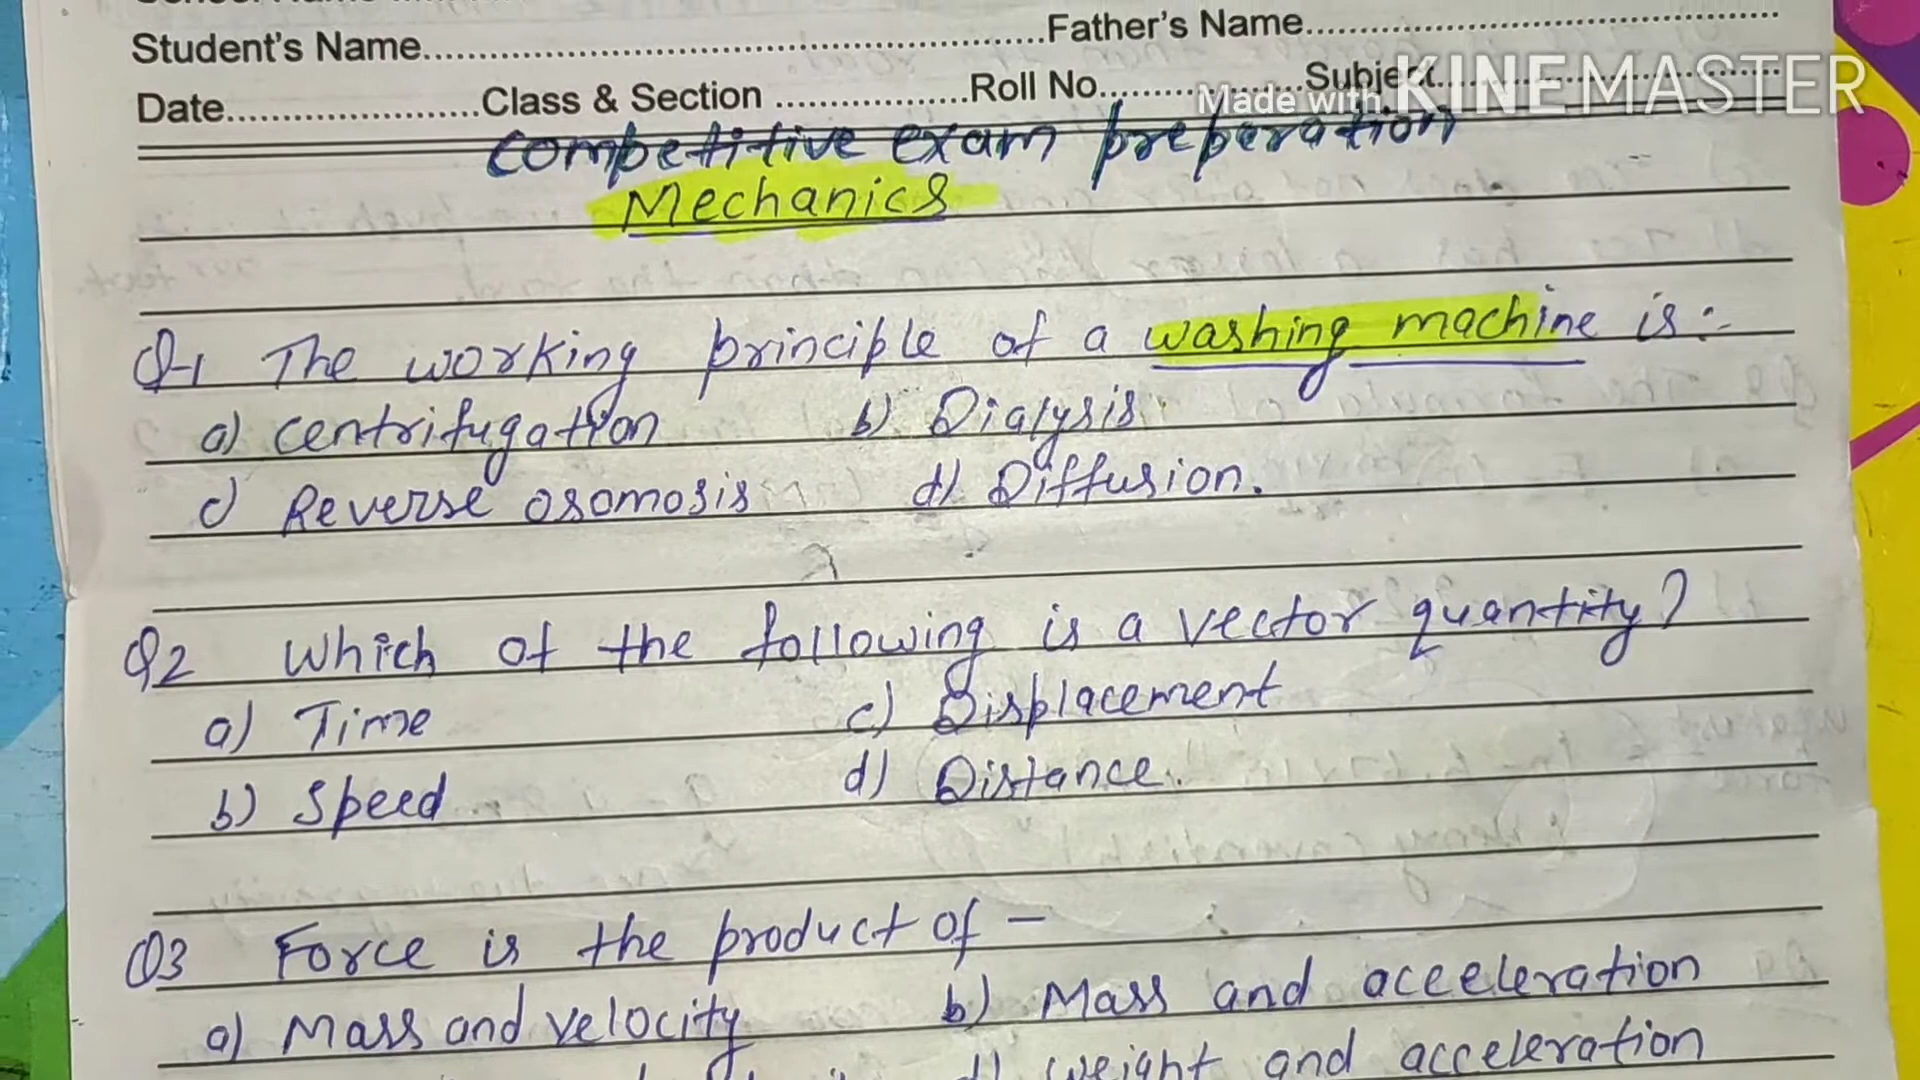 Student's Name..........................................................Father's Name..........................................
Date......................Class & Section ..................Roll No..................Subject..............................
Made with KINEMASTER
competitive exam preparation
Mechanics
Q1 The working principle of a washing machine is :-
a) centrifugation b) Dialysis
c) Reverse osomosis d) Diffusion.
Q2 Which of the following is a vector quantity?
a) Time c) Displacement
b) Speed d) Distance.
Q3 Force is the product of —
a) Mass and velocity b) Mass and aceeleration
d) weight and acceleration